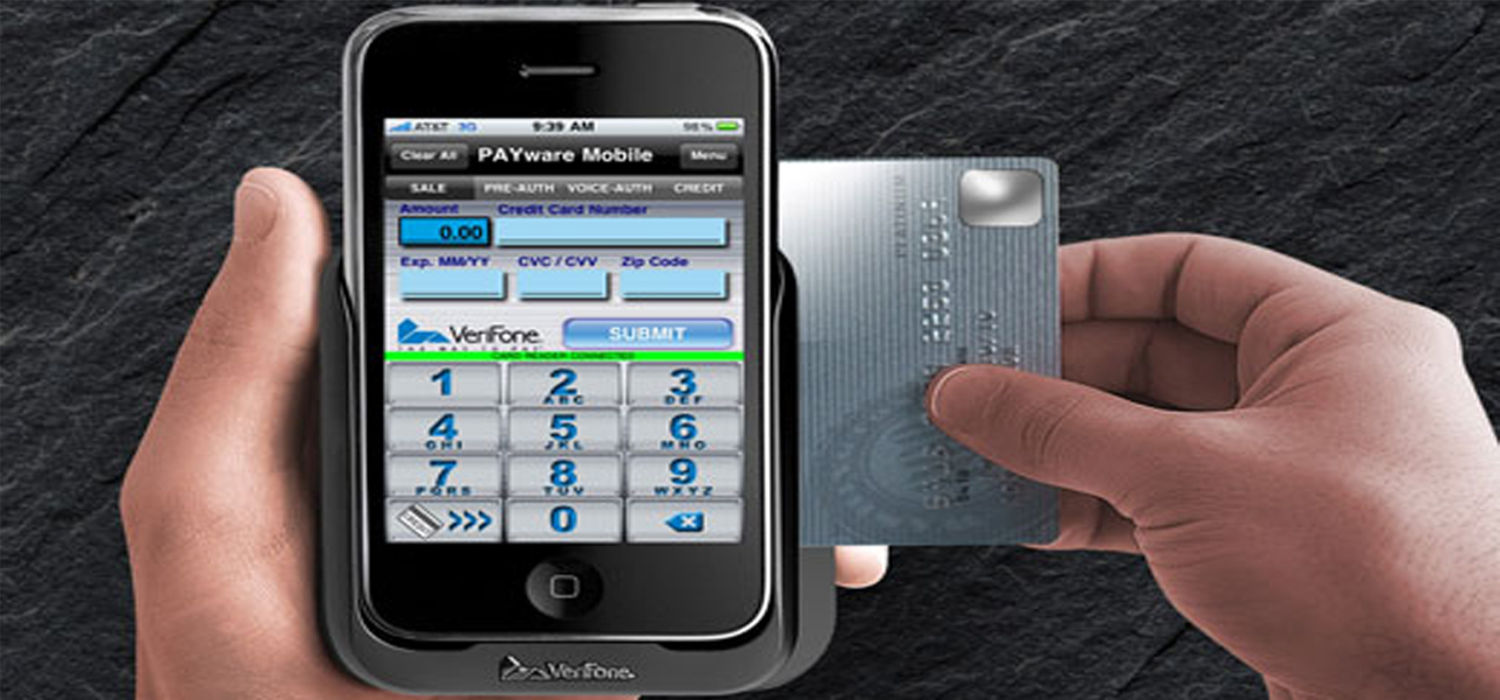 AT&T 3G 9:39 AM 96%
Clear All PAYware Mobile Menu
SALE PRE-AUTH VOICE-AUTH CREDIT
Amount Credit Card Number
0.00
Exp. MM/YY CVC / CVV Zip Code
VeriFone. SUBMIT
CARD READER CONNECTED
1 2 3
ABC DEF
4 5 6
GHI JKL MNO
7 8 9
PQRS TUV WXYZ
CREDIT >>> 0
VeriFone.
PLATINUM